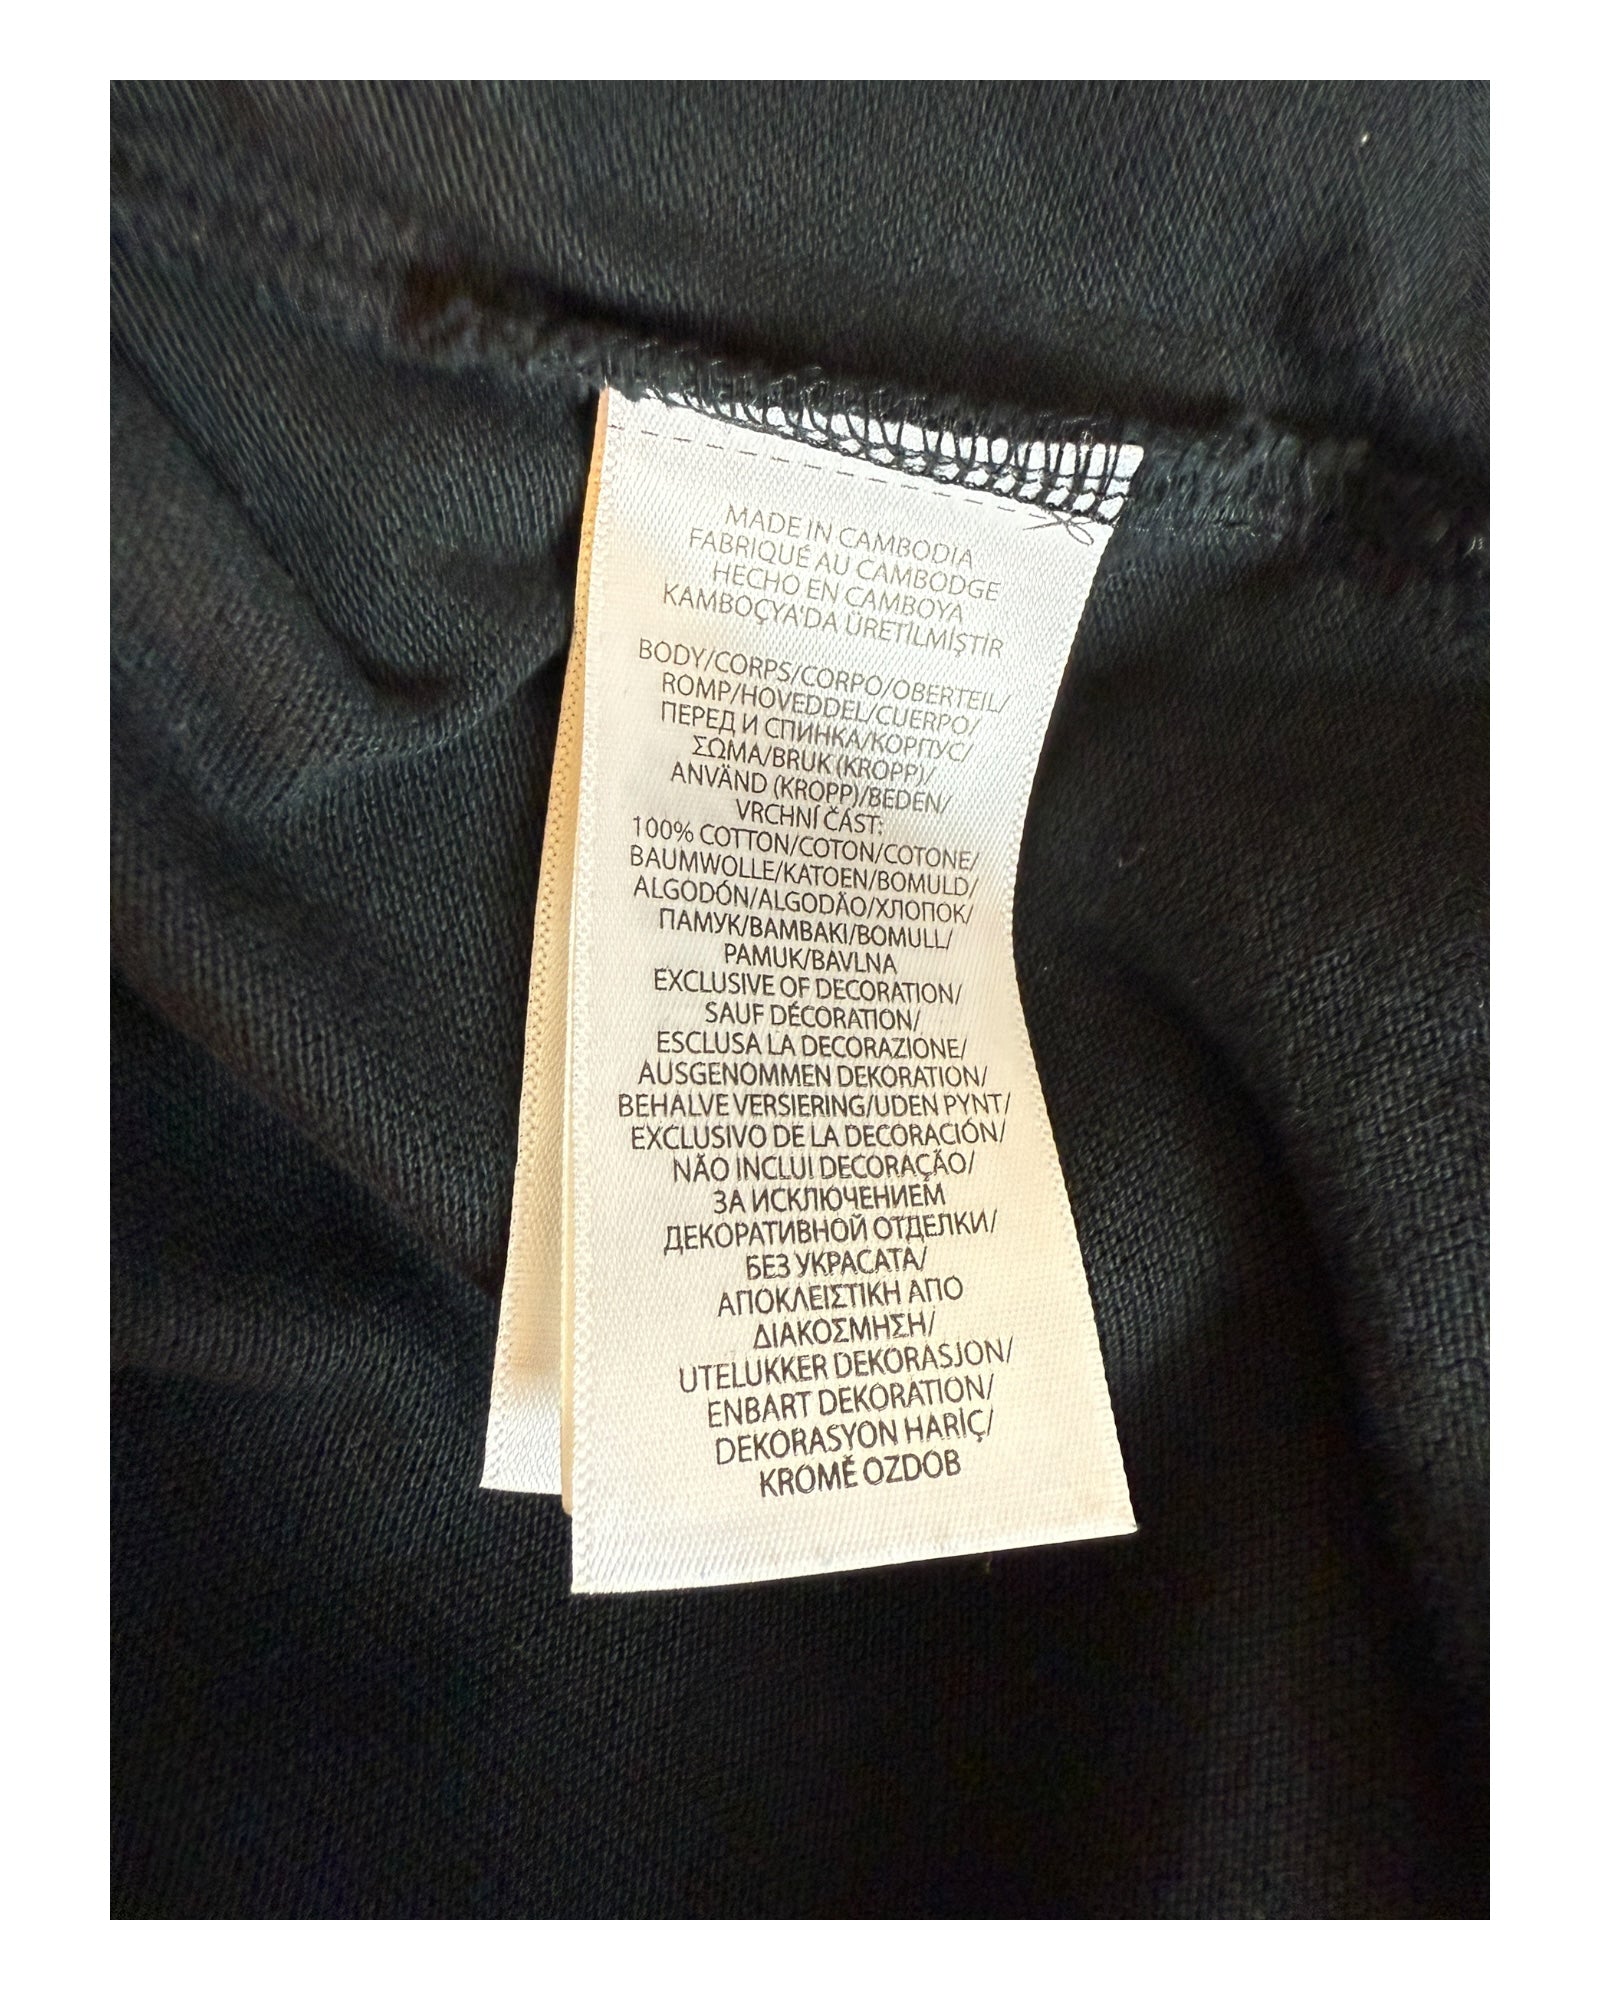 MADE IN CAMBODIA
FABRIQUÉ AU CAMBODGE
HECHO EN CAMBOYA
KAMBOÇYA'DA ÜRETİLMİŞTİR
BODY/CORPS/CORPO/OBERTEIL/
ROMP/HOVEDDEL/CUERPO/
ПЕРЕД И СПИНКА/КОРПУС/
ΣΩΜΑ/BRUK (KROPP)/
ANVÄND (KROPP)/BEDEN/
VRCHNÍ ČÁST:
100% COTTON/COTON/COTONE/
BAUMWOLLE/KATOEN/BOMULD/
ALGODÓN/ALGODÃO/ХЛОПОК/
ПАМУК/ΒΑΜΒΑΚΙ/BOMULL/
PAMUK/BAVLNA
EXCLUSIVE OF DECORATION/
SAUF DÉCORATION/
ESCLUSA LA DECORAZIONE/
AUSGENOMMEN DEKORATION/
BEHALVE VERSIERING/UDEN PYNT/
EXCLUSIVO DE LA DECORACIÓN/
NÃO INCLUI DECORAÇÃO/
ЗА ИСКЛЮЧЕНИЕМ
ДЕКОРАТИВНОЙ ОТДЕЛКИ/
БЕЗ УКРАСАТА/
ΑΠΟΚΛΕΙΣΤΙΚΗ ΑΠΟ
ΔΙΑΚΟΣΜΗΣΗ/
UTELUKKER DEKORASJON/
ENBART DEKORATION/
DEKORASYON HARİÇ/
KROMĚ OZDOB